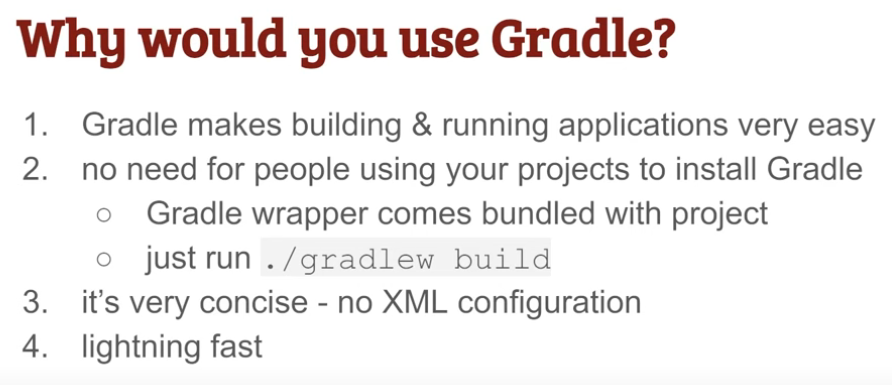 Why would you use Gradle?
1. Gradle makes building & running applications very easy
2. no need for people using your projects to install Gradle
○ Gradle wrapper comes bundled with project
○ just run ./gradlew build
3. it’s very concise - no XML configuration
4. lightning fast